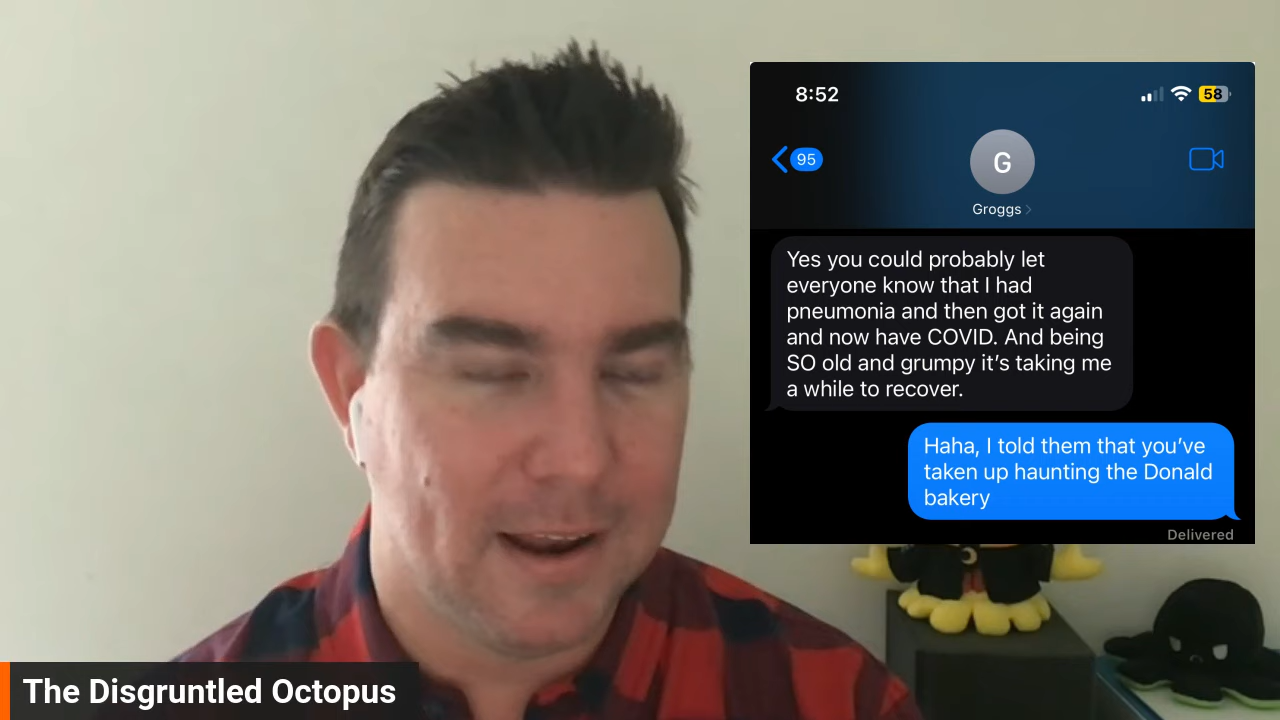 8:52
58
95
G
Groggs
Yes you could probably let
everyone know that I had
pneumonia and then got it again
and now have COVID. And being
SO old and grumpy it's taking me
a while to recover.
Haha, I told them that you've
taken up haunting the Donald
bakery
Delivered
The Disgruntled Octopus